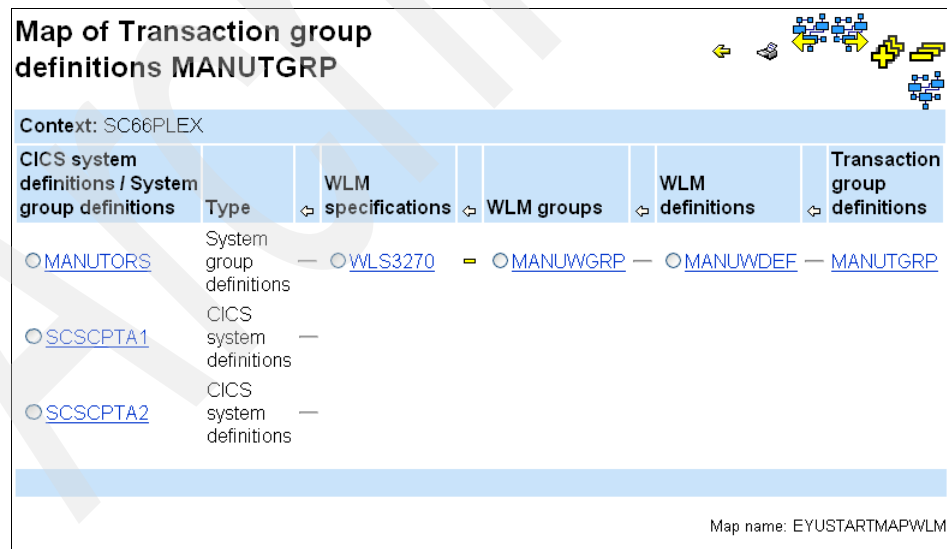 Map of Transaction group
definitions MANUTGRP
Context: SC66PLEX
CICS system
definitions / System
group definitions
Type
WLM
specifications
WLM groups
WLM
definitions
Transaction
group
definitions
MANUTORS
System
group
definitions
WLS3270
MANUWGRP
MANUWDEF
MANUTGRP
SCSCPTA1
CICS
system
definitions
SCSCPTA2
CICS
system
definitions
Map name: EYUSTARTMAPWLM